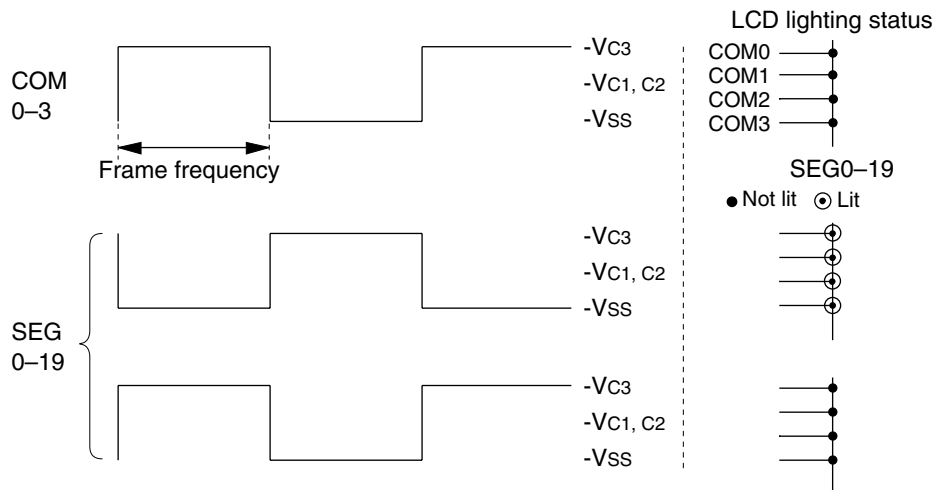 LCD lighting status
COM
0–3
-VC3
-VC1, C2
-VSS
Frame frequency
COM0
COM1
COM2
COM3
SEG0–19
Not lit
Lit
SEG
0–19
-VC3
-VC1, C2
-VSS
-VC3
-VC1, C2
-VSS